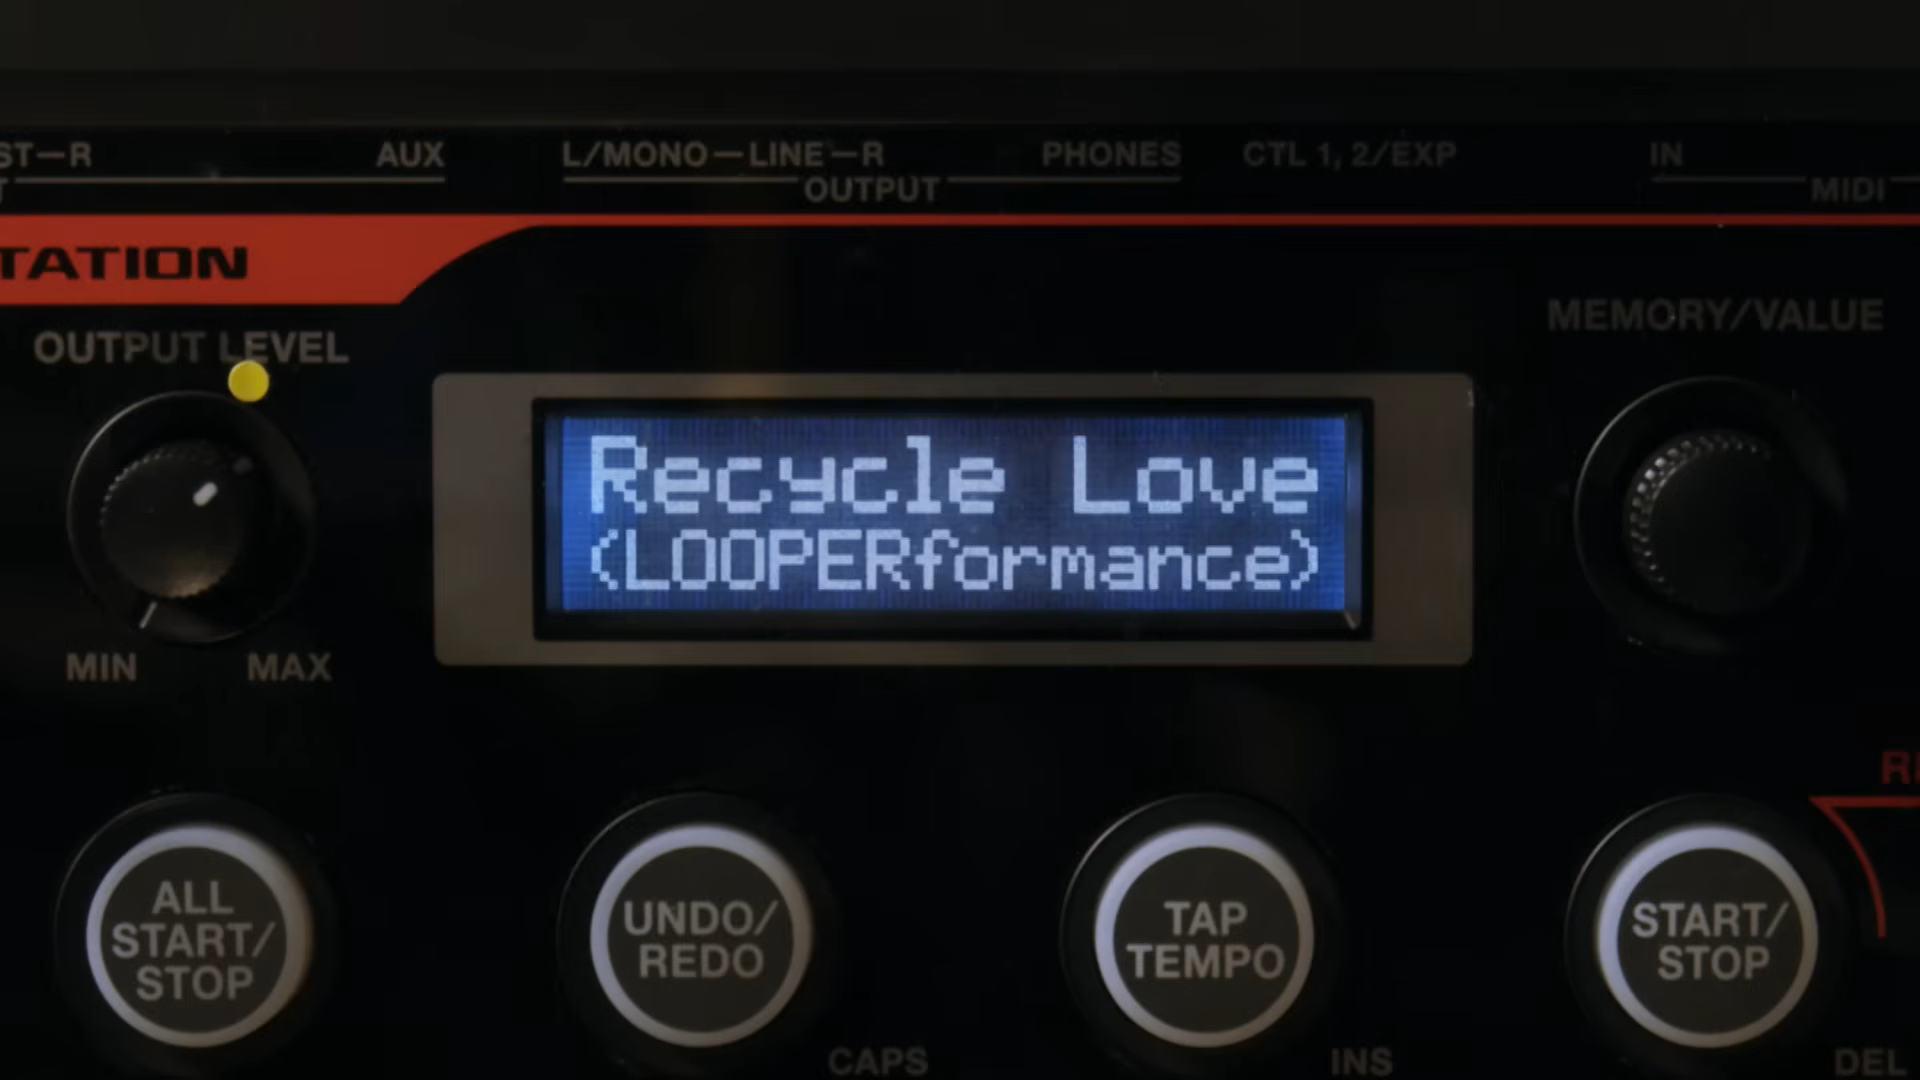 ST—R
AUX
L/MONO—LINE—R
PHONES
CTL 1, 2/EXP
IN
OUTPUT
MIDI
TATION
OUTPUT LEVEL
MEMORY/VALUE
Recycle Love
(LOOPERformance)
MIN
MAX
ALL
START/
STOP
UNDO/
REDO
TAP
TEMPO
START/
STOP
CAPS
INS
DEL